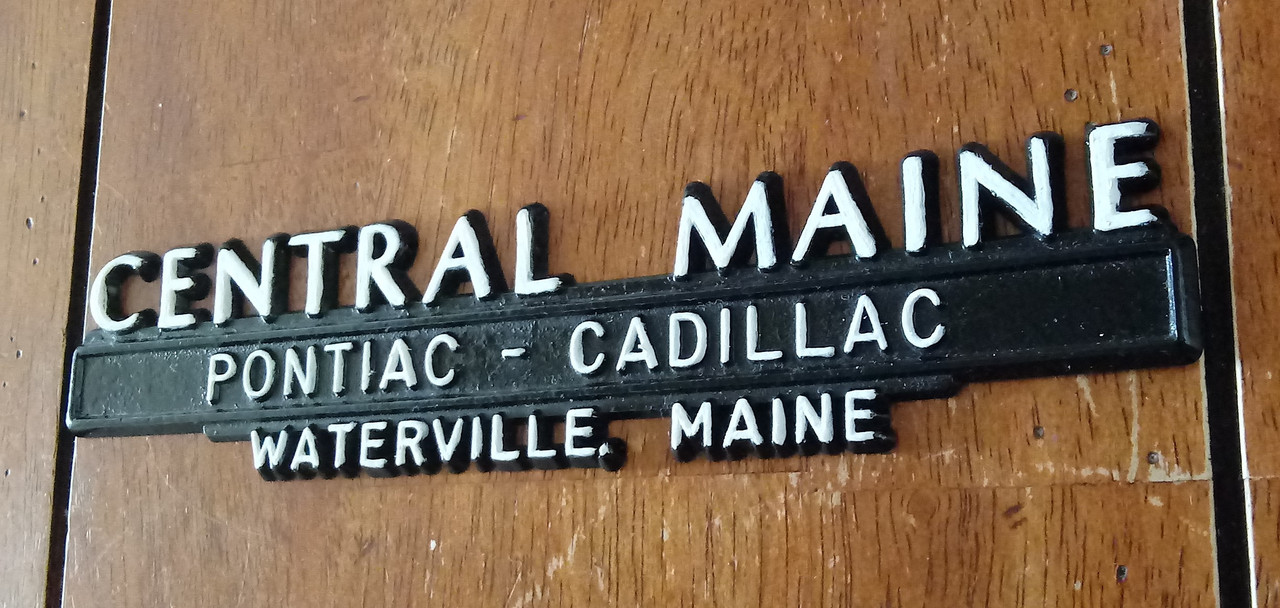 CENTRAL MAINE
PONTIAC - CADILLAC
WATERVILLE, MAINE